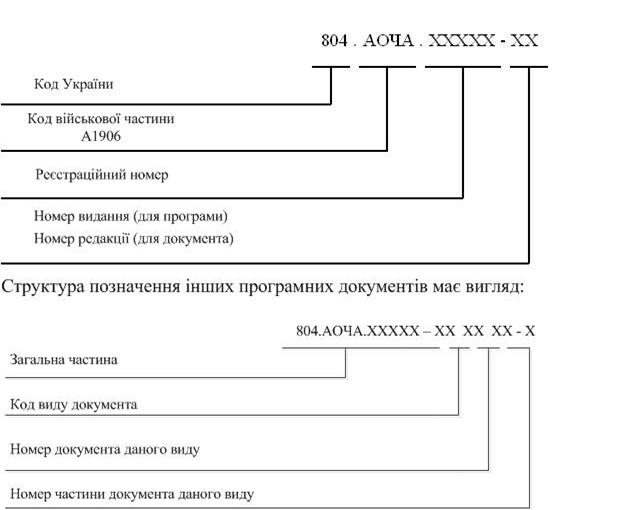 804 . АОЧА . ХХХХХ - ХХ
Код України
Код військової частини
А1906
Реєстраційний номер
Номер видання (для програми)
Номер редакції (для документа)
Структура позначення інших програмних документів має вигляд:
804.АОЧА.ХХХХХ – ХХ ХХ ХХ - Х
Загальна частина
Код виду документа
Номер документа даного виду
Номер частини документа даного виду